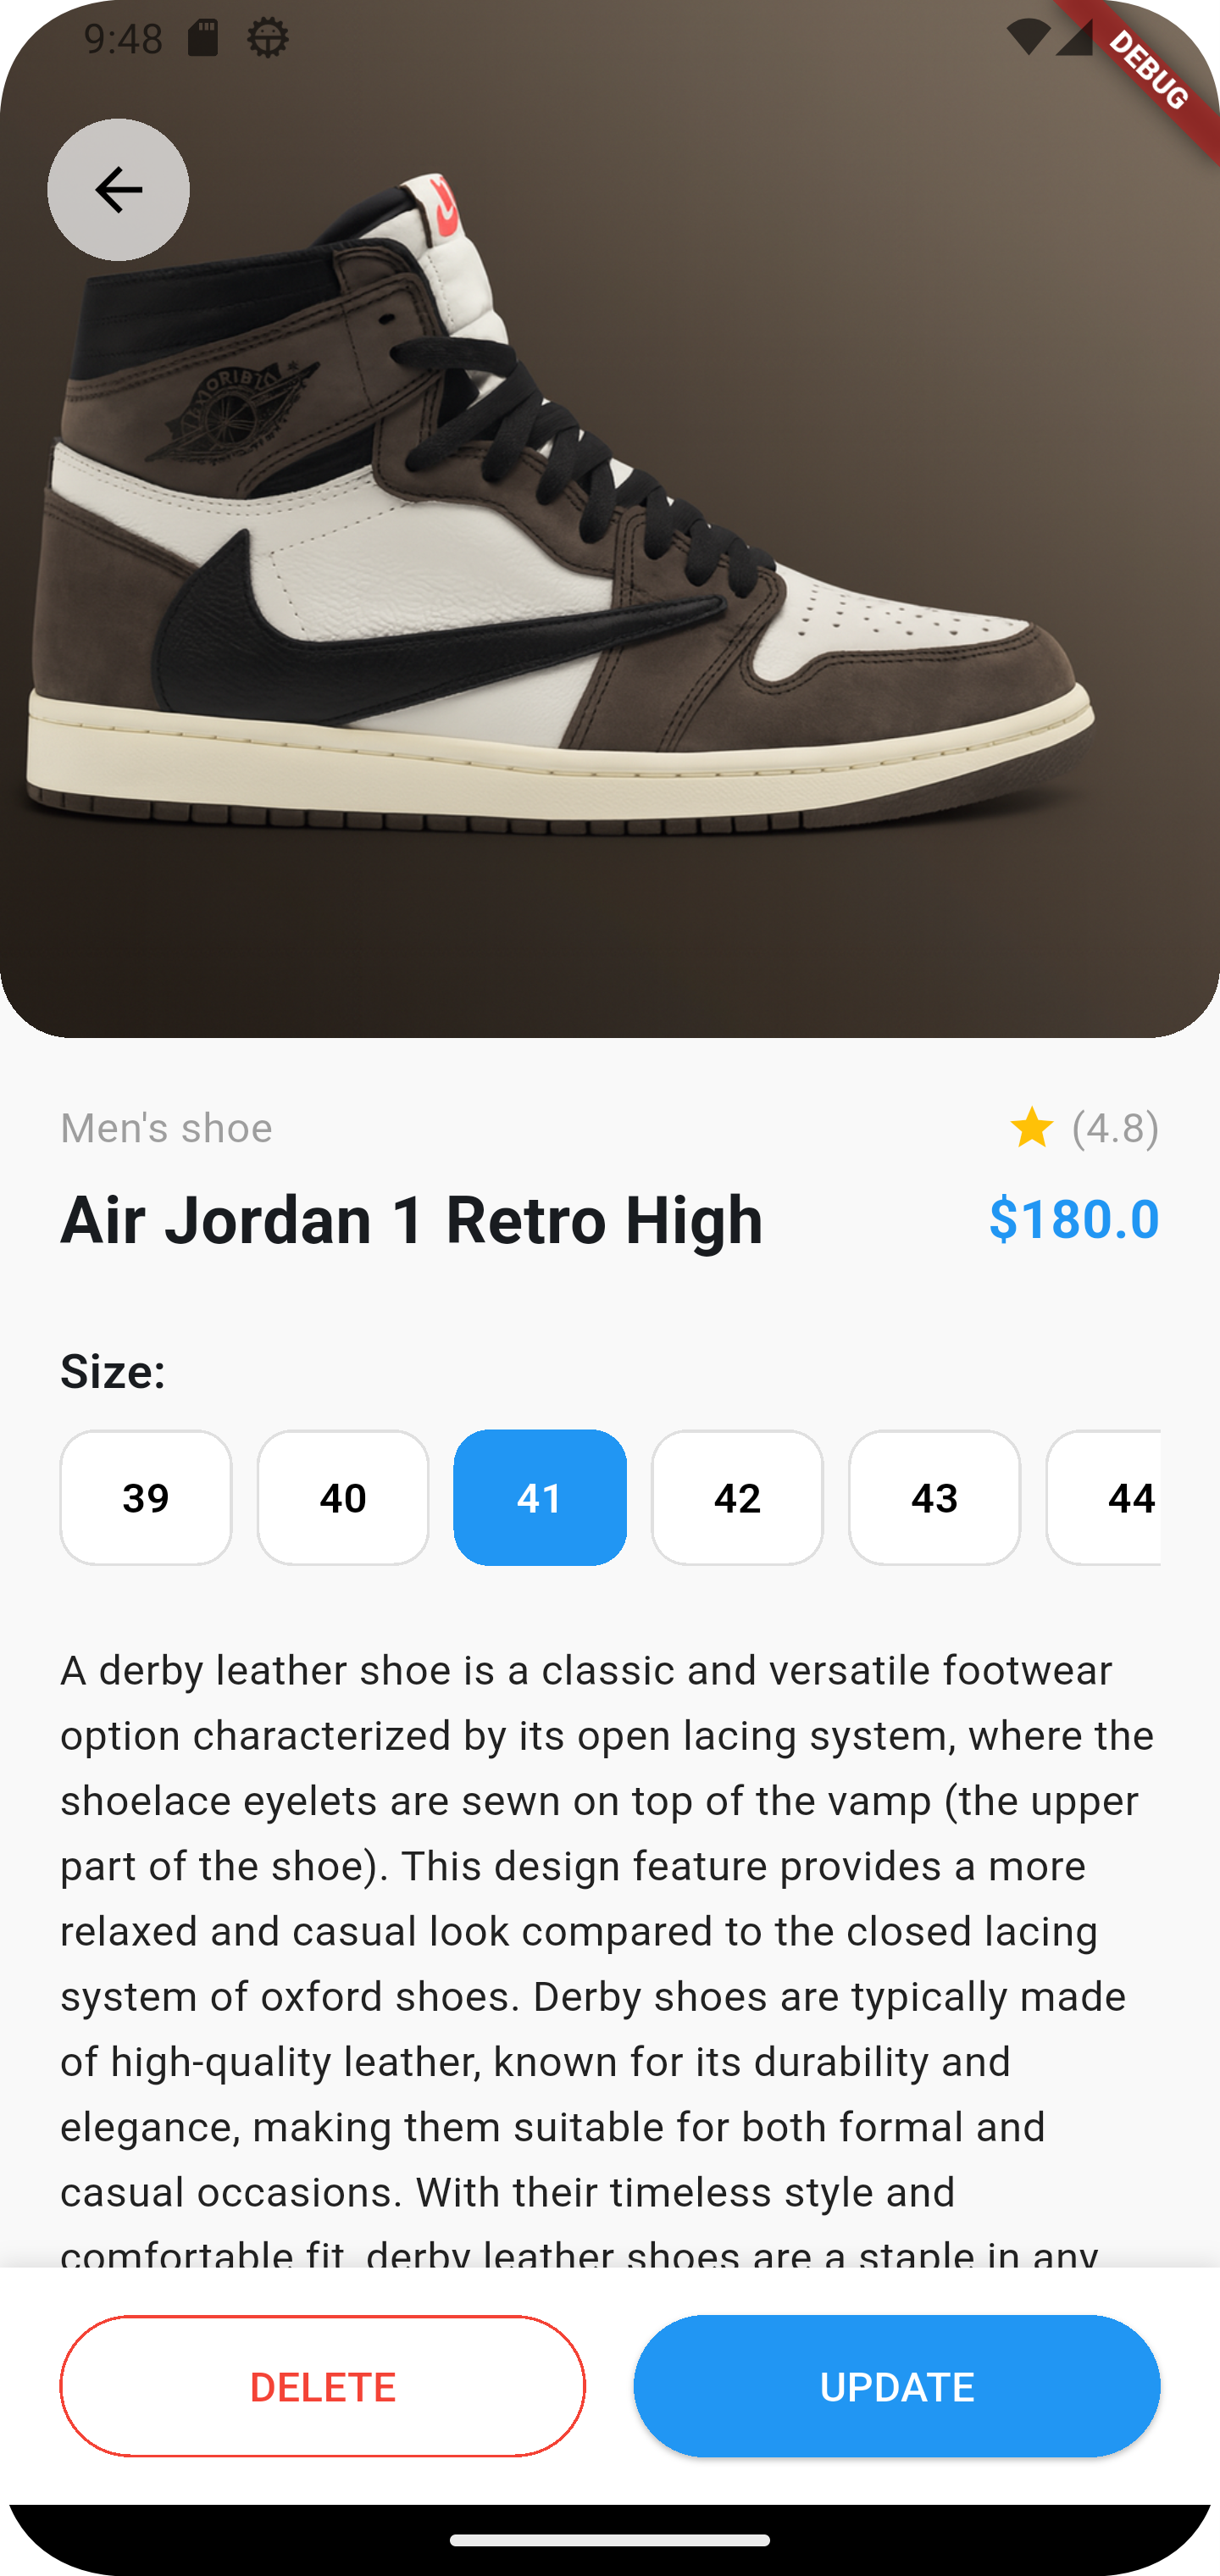 9:48
DEBUG
Men's shoe
(4.8)
Air Jordan 1 Retro High
$180.0
Size:
39
40
41
42
43
44
A derby leather shoe is a classic and versatile footwear
option characterized by its open lacing system, where the
shoelace eyelets are sewn on top of the vamp (the upper
part of the shoe). This design feature provides a more
relaxed and casual look compared to the closed lacing
system of oxford shoes. Derby shoes are typically made
of high-quality leather, known for its durability and
elegance, making them suitable for both formal and
casual occasions. With their timeless style and
comfortable fit, derby leather shoes are a staple in any
DELETE
UPDATE